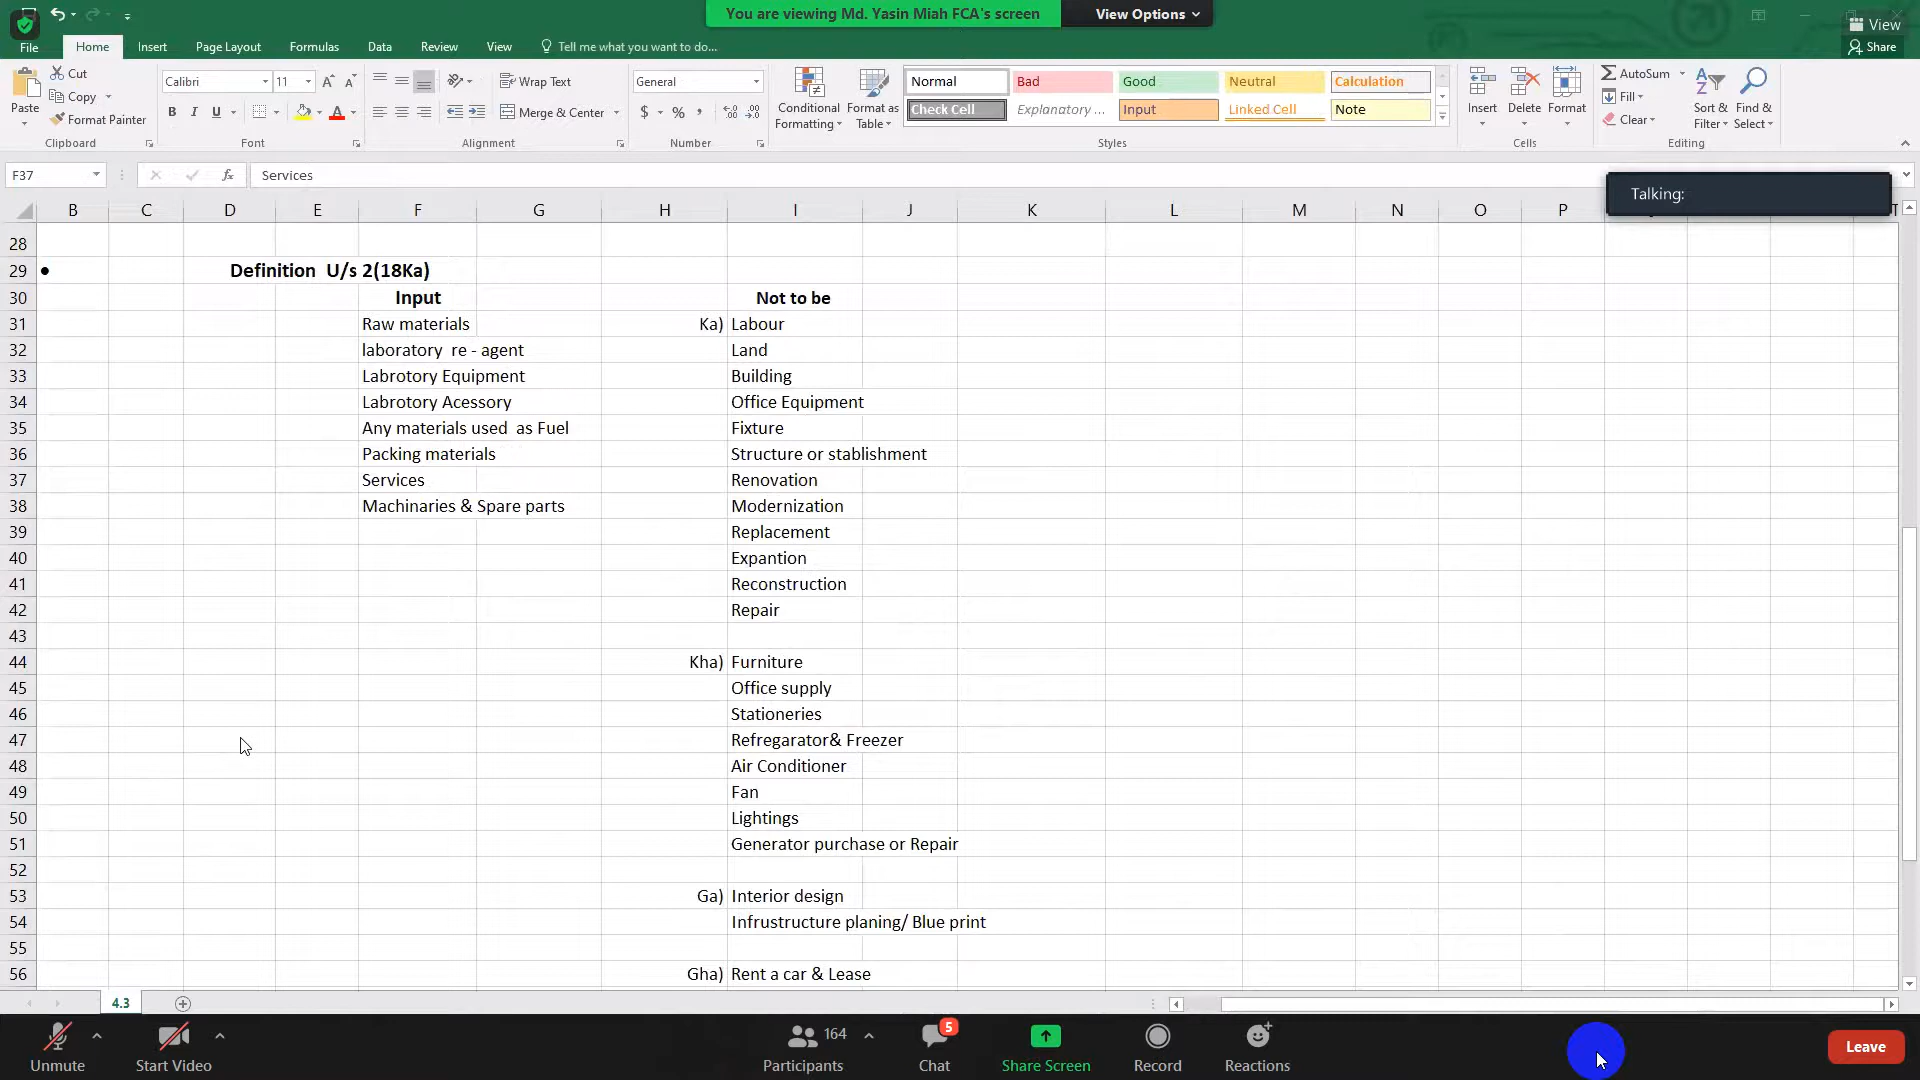 You are viewing Md. Yasin Miah FCA's screen
View Options
View
File
Home
Insert
Page Layout
Formulas
Data
Review
View
Tell me what you want to do...
Share
Paste
Cut
Copy
Format Painter
Clipboard
Calibri
11
B I U
Font
Wrap Text
Merge & Center
Alignment
General
$ % ,
Number
Conditional Formatting
Format as Table
Normal
Bad
Good
Neutral
Calculation
Check Cell
Explanatory ...
Input
Linked Cell
Note
Styles
Insert
Delete
Format
Cells
AutoSum
Fill
Clear
Sort & Filter
Find & Select
Editing
F37
fx
Services
Talking:
B C D E F G H I J K L M N O P T
28
29 • Definition U/s 2(18Ka)
30 Input Not to be
31 Raw materials Ka) Labour
32 laboratory re - agent Land
33 Labrotory Equipment Building
34 Labrotory Acessory Office Equipment
35 Any materials used as Fuel Fixture
36 Packing materials Structure or stablishment
37 Services Renovation
38 Machinaries & Spare parts Modernization
39 Replacement
40 Expantion
41 Reconstruction
42 Repair
43
44 Kha) Furniture
45 Office supply
46 Stationeries
47 Refregarator& Freezer
48 Air Conditioner
49 Fan
50 Lightings
51 Generator purchase or Repair
52
53 Ga) Interior design
54 Infrustructure planing/ Blue print
55
56 Gha) Rent a car & Lease
4.3
Unmute
Start Video
164
Participants
5
Chat
Share Screen
Record
Reactions
Leave